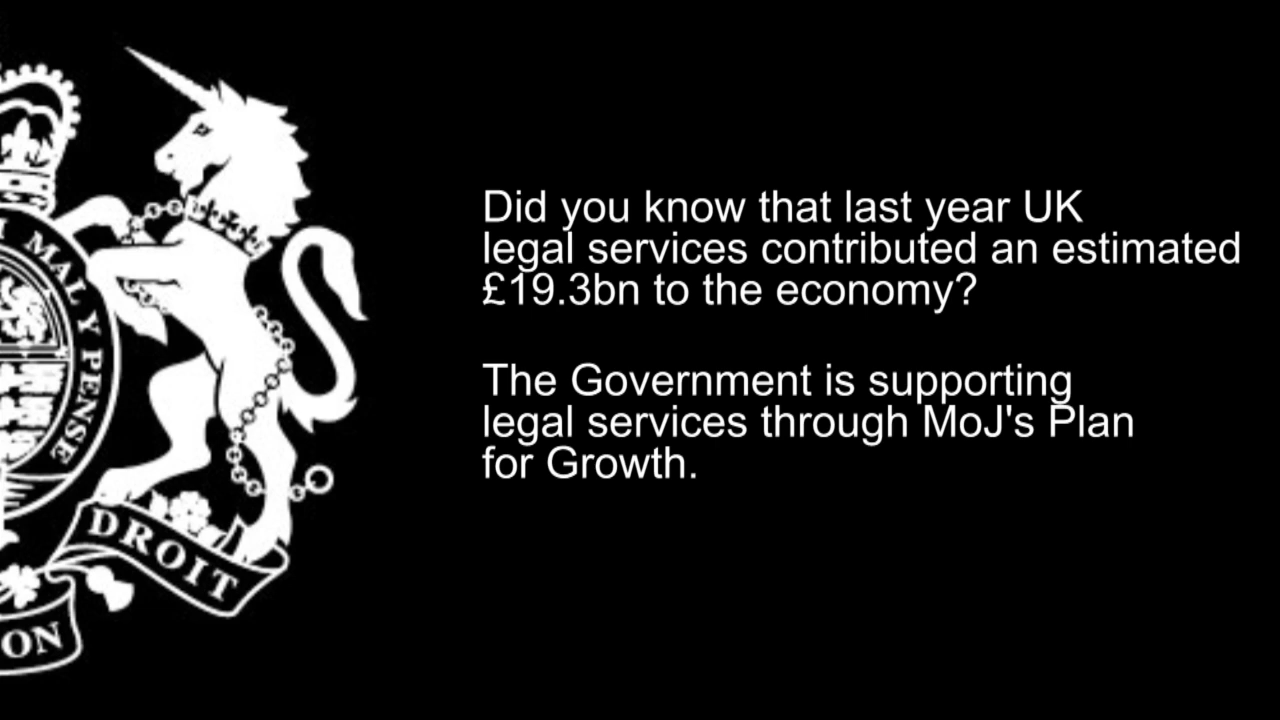 Did you know that last year UK
legal services contributed an estimated
£19.3bn to the economy?
The Government is supporting
legal services through MoJ's Plan
for Growth.
MAL Y PENSE
DROIT
ON